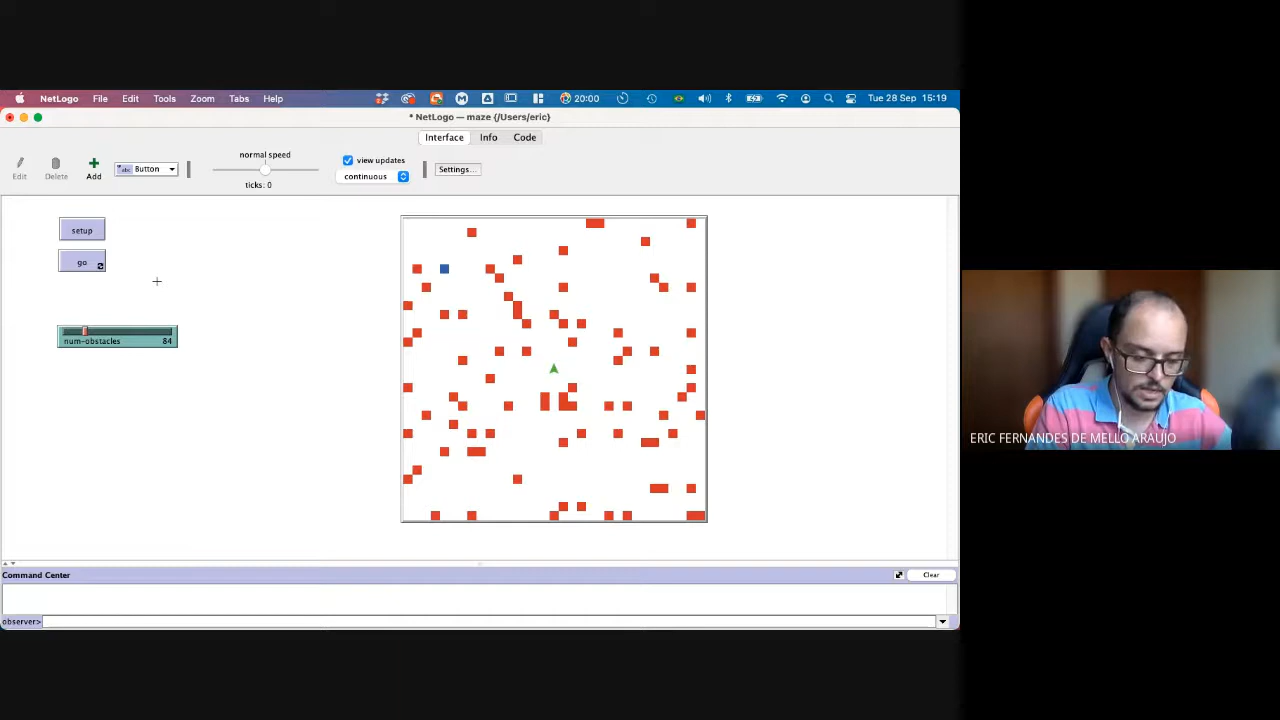 NetLogo File Edit Tools Zoom Tabs Help 20:00 Tue 28 Sep 15:19
* NetLogo — maze {/Users/eric}
Interface Info Code
Edit Delete Add abc Button normal speed view updates
ticks: 0 continuous Settings...
setup
go
num-obstacles 84
ERIC FERNANDES DE MELLO ARAUJO
Command Center Clear
observer>